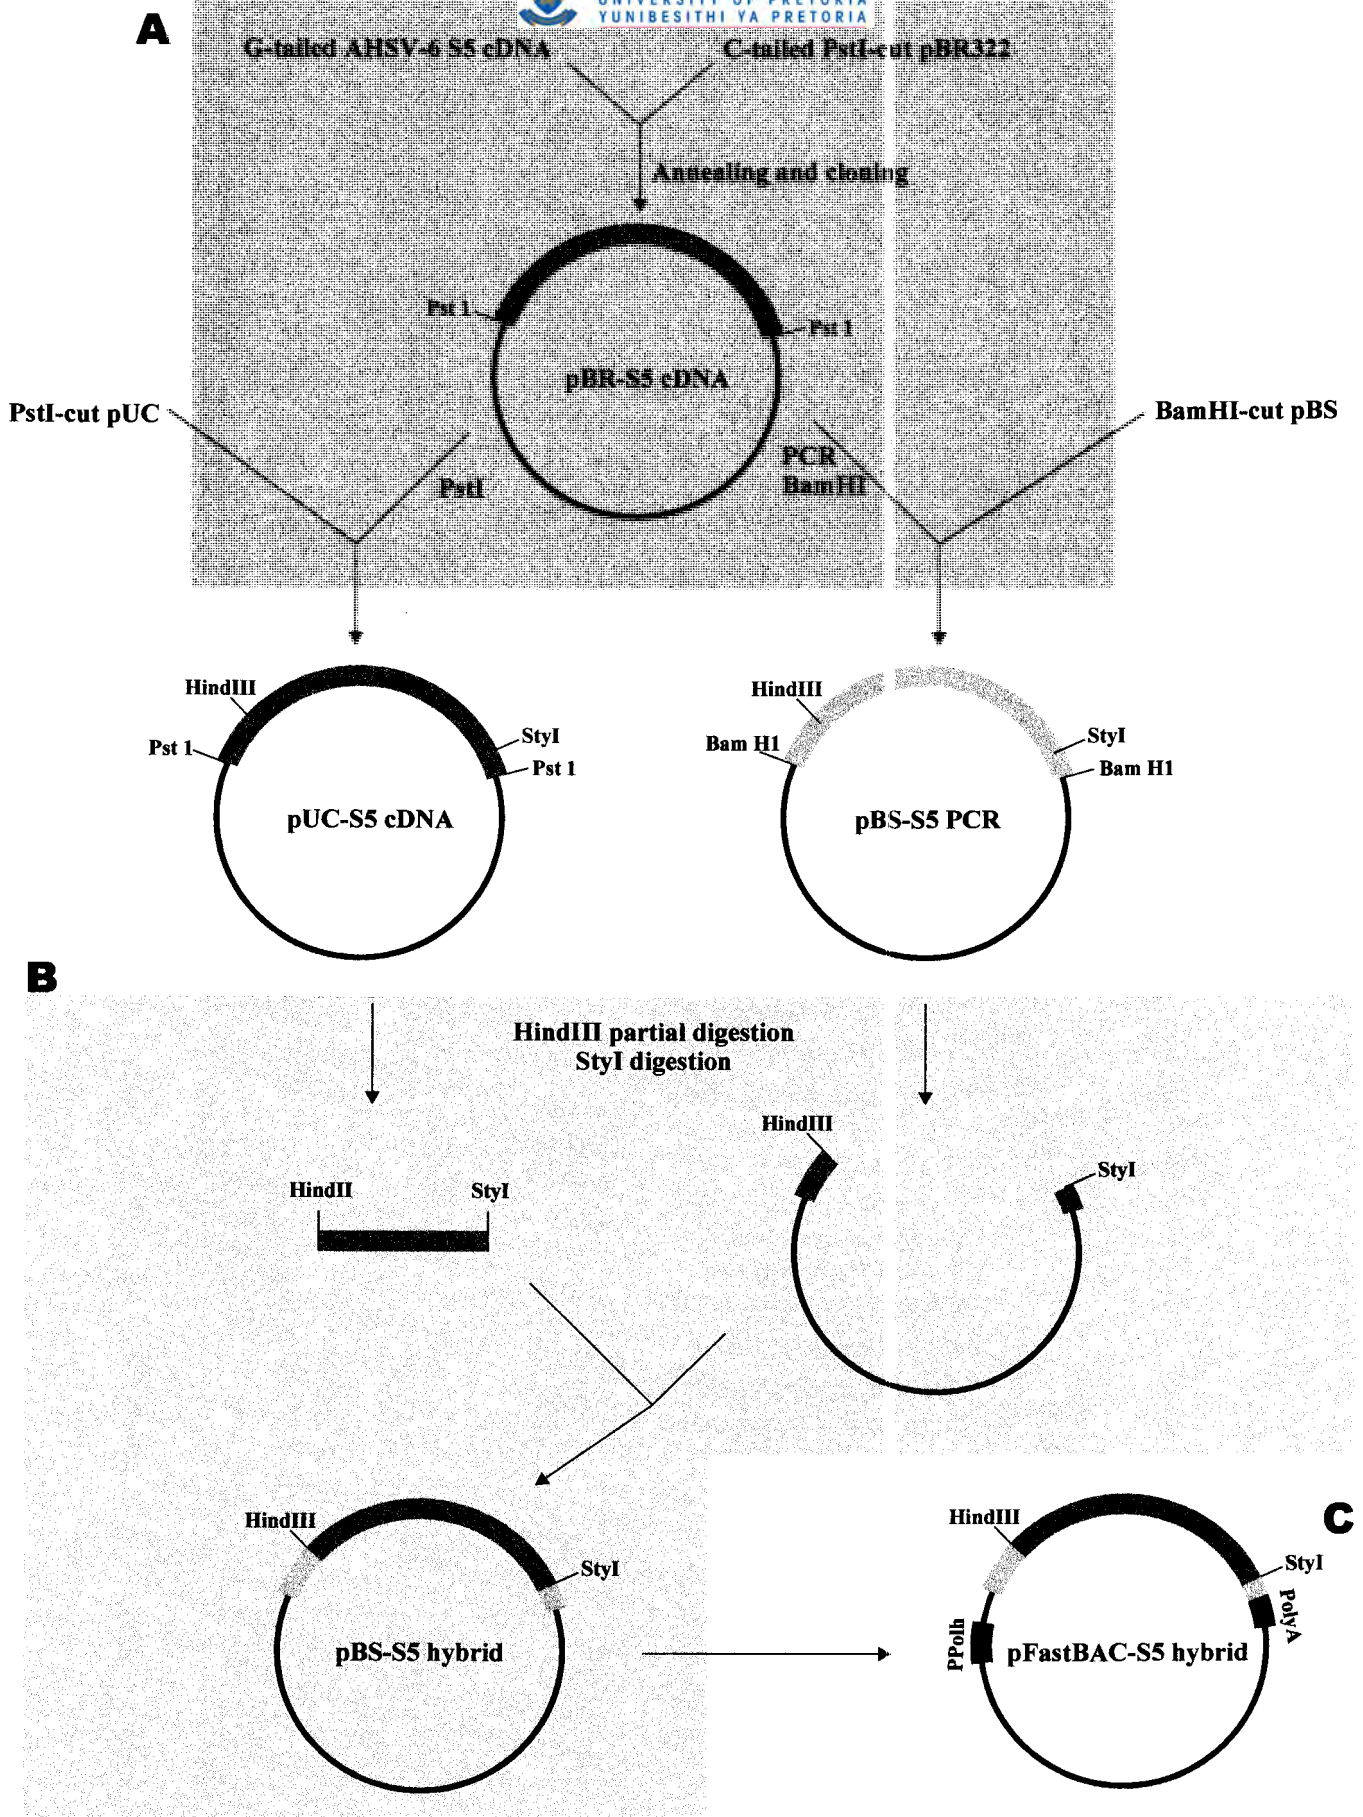 A
UNIVERSITY OF PRETORIA
YUNIBESITHI YA PRETORIA
G-tailed AHSV-6 S5 cDNA
C-tailed PstI-cut pBR322
Annealing and cloning
Pst 1
Pst 1
pBR-S5 cDNA
PstI-cut pUC
BamHI-cut pBS
PstI
PCR
BamHI
HindIII
Pst 1
StyI
Pst 1
pUC-S5 cDNA
HindIII
Bam H1
StyI
Bam H1
pBS-S5 PCR
B
HindIII partial digestion
StyI digestion
HindII
StyI
HindIII
StyI
HindIII
StyI
pBS-S5 hybrid
C
HindIII
StyI
PolyA
PPolh
pFastBAC-S5 hybrid